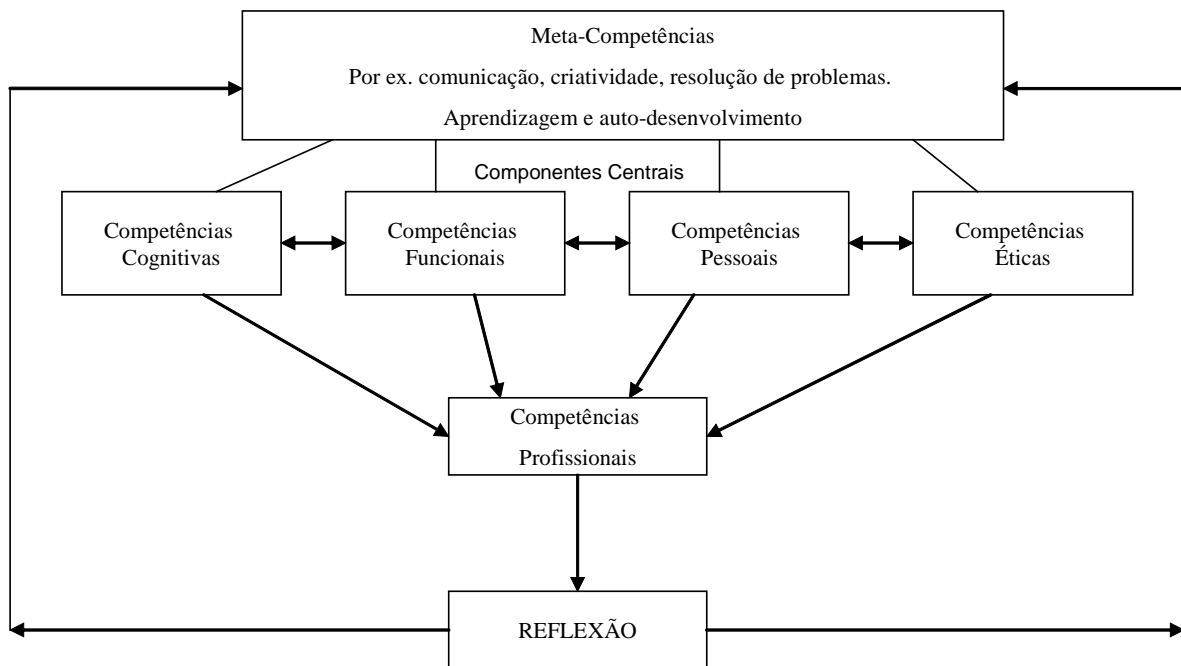 Meta-Competências
Por ex. comunicação, criatividade, resolução de problemas.
Aprendizagem e auto-desenvolvimento
Componentes Centrais
Competências
Cognitivas
Competências
Funcionais
Competências
Pessoais
Competências
Éticas
Competências
Profissionais
REFLEXÃO